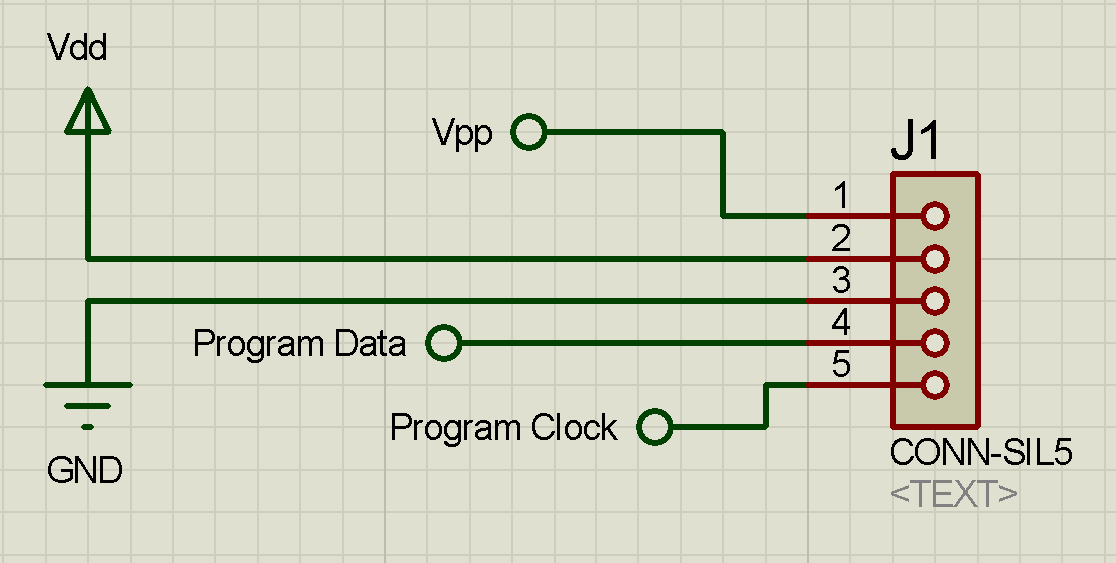 Vdd
Vpp
J1
1
2
3
Program Data
4
5
Program Clock
CONN-SIL5
GND
<TEXT>